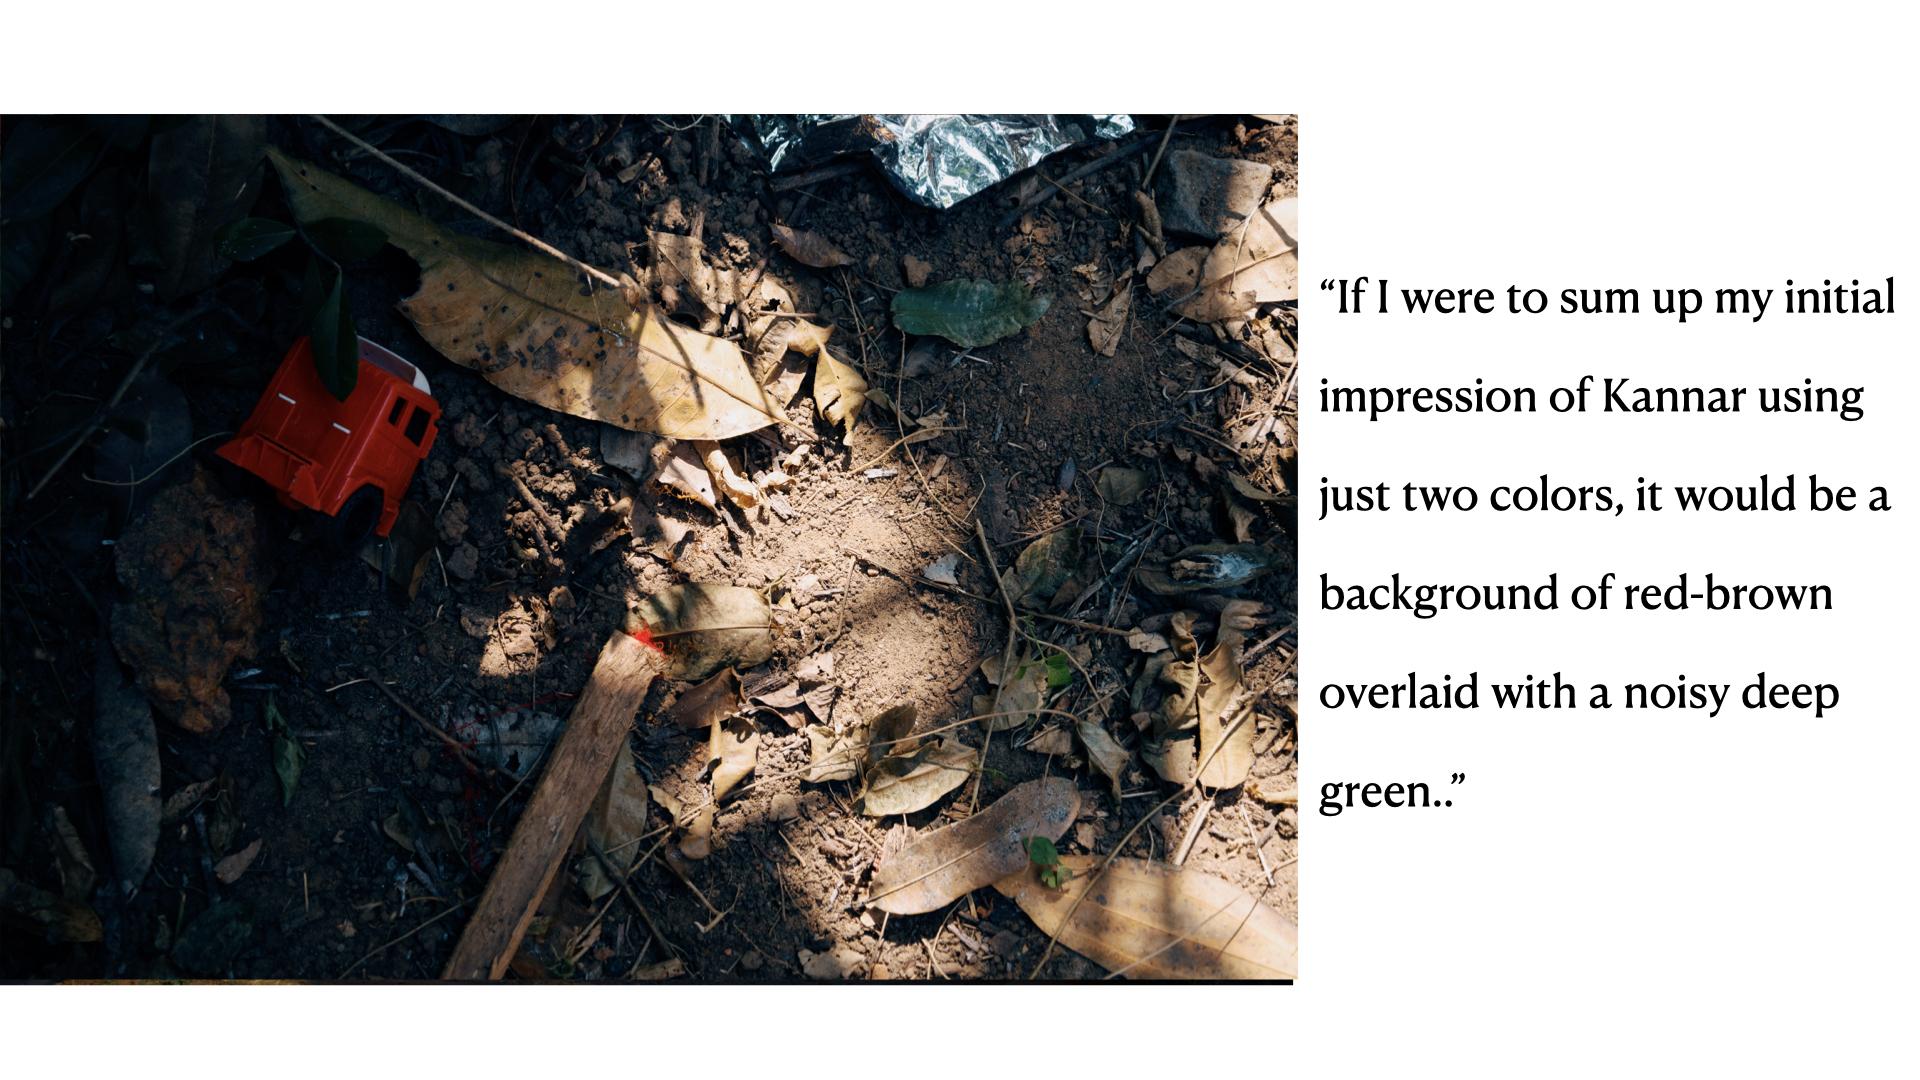 “If I were to sum up my initial
impression of Kannar using
just two colors, it would be a
background of red-brown
overlaid with a noisy deep
green..”